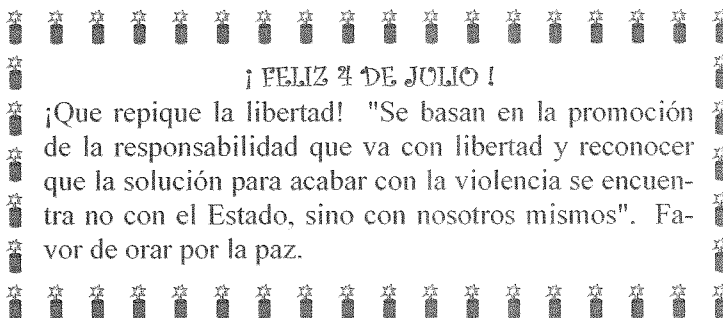 ¡ FELIZ 4 DE JULIO !
¡Que repique la libertad! "Se basan en la promoción
de la responsabilidad que va con libertad y reconocer
que la solución para acabar con la violencia se encuen-
tra no con el Estado, sino con nosotros mismos". Fa-
vor de orar por la paz.